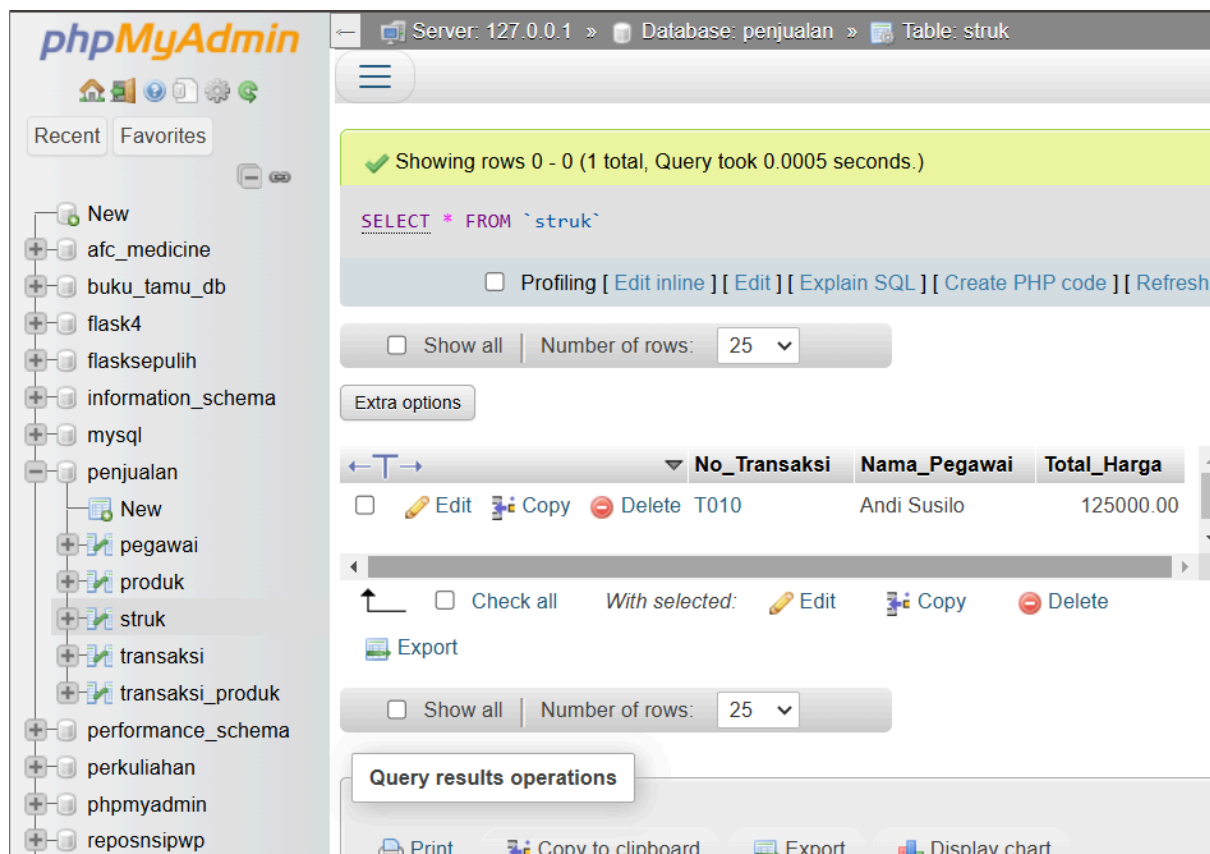 phpMyAdmin
Recent Favorites
New
afc_medicine
buku_tamu_db
flask4
flasksepulih
information_schema
mysql
penjualan
New
pegawai
produk
struk
transaksi
transaksi_produk
performance_schema
perkuliahan
phpmyadmin
reposnsipwp
Server: 127.0.0.1 » Database: penjualan » Table: struk
Showing rows 0 - 0 (1 total, Query took 0.0005 seconds.)
SELECT * FROM `struk`
Profiling [ Edit inline ] [ Edit ] [ Explain SQL ] [ Create PHP code ] [ Refresh
Show all | Number of rows: 25
Extra options
←T→ No_Transaksi Nama_Pegawai Total_Harga
Edit Copy Delete T010 Andi Susilo 125000.00
Check all With selected: Edit Copy Delete
Export
Show all | Number of rows: 25
Query results operations
Print Copy to clipboard Export Display chart